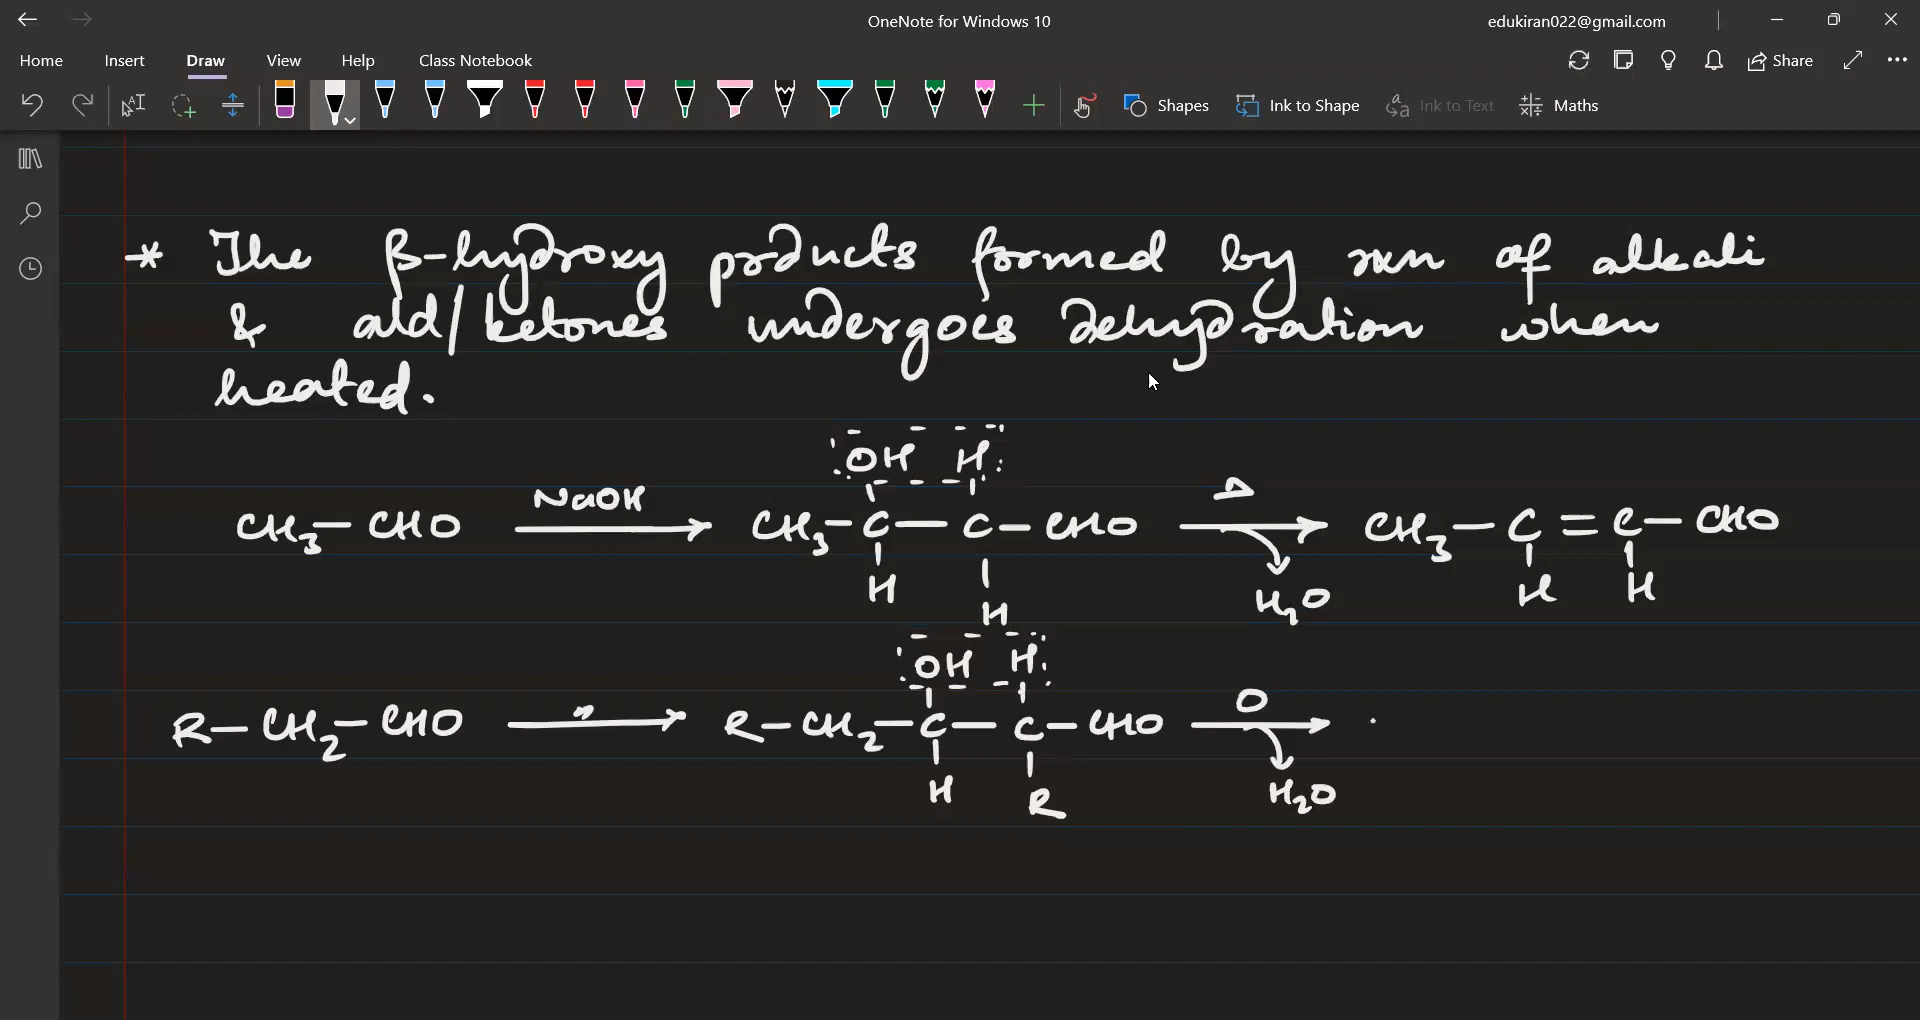 OneNote for Windows 10
edukiran022@gmail.com
Home Insert Draw View Help Class Notebook
Share
Shapes Ink to Shape Ink to Text Maths
* The β-hydroxy products formed by rxn of alkali
& ald/ketones undergoes dehydration when
heated.
OH H
NaOH Δ
CH3-CHO → CH3-C-C-CHO → CH3-C=C-CHO
H H H2O H H
OH H
R-CH2-CHO → R-CH2-C-C-CHO →
H R H2O